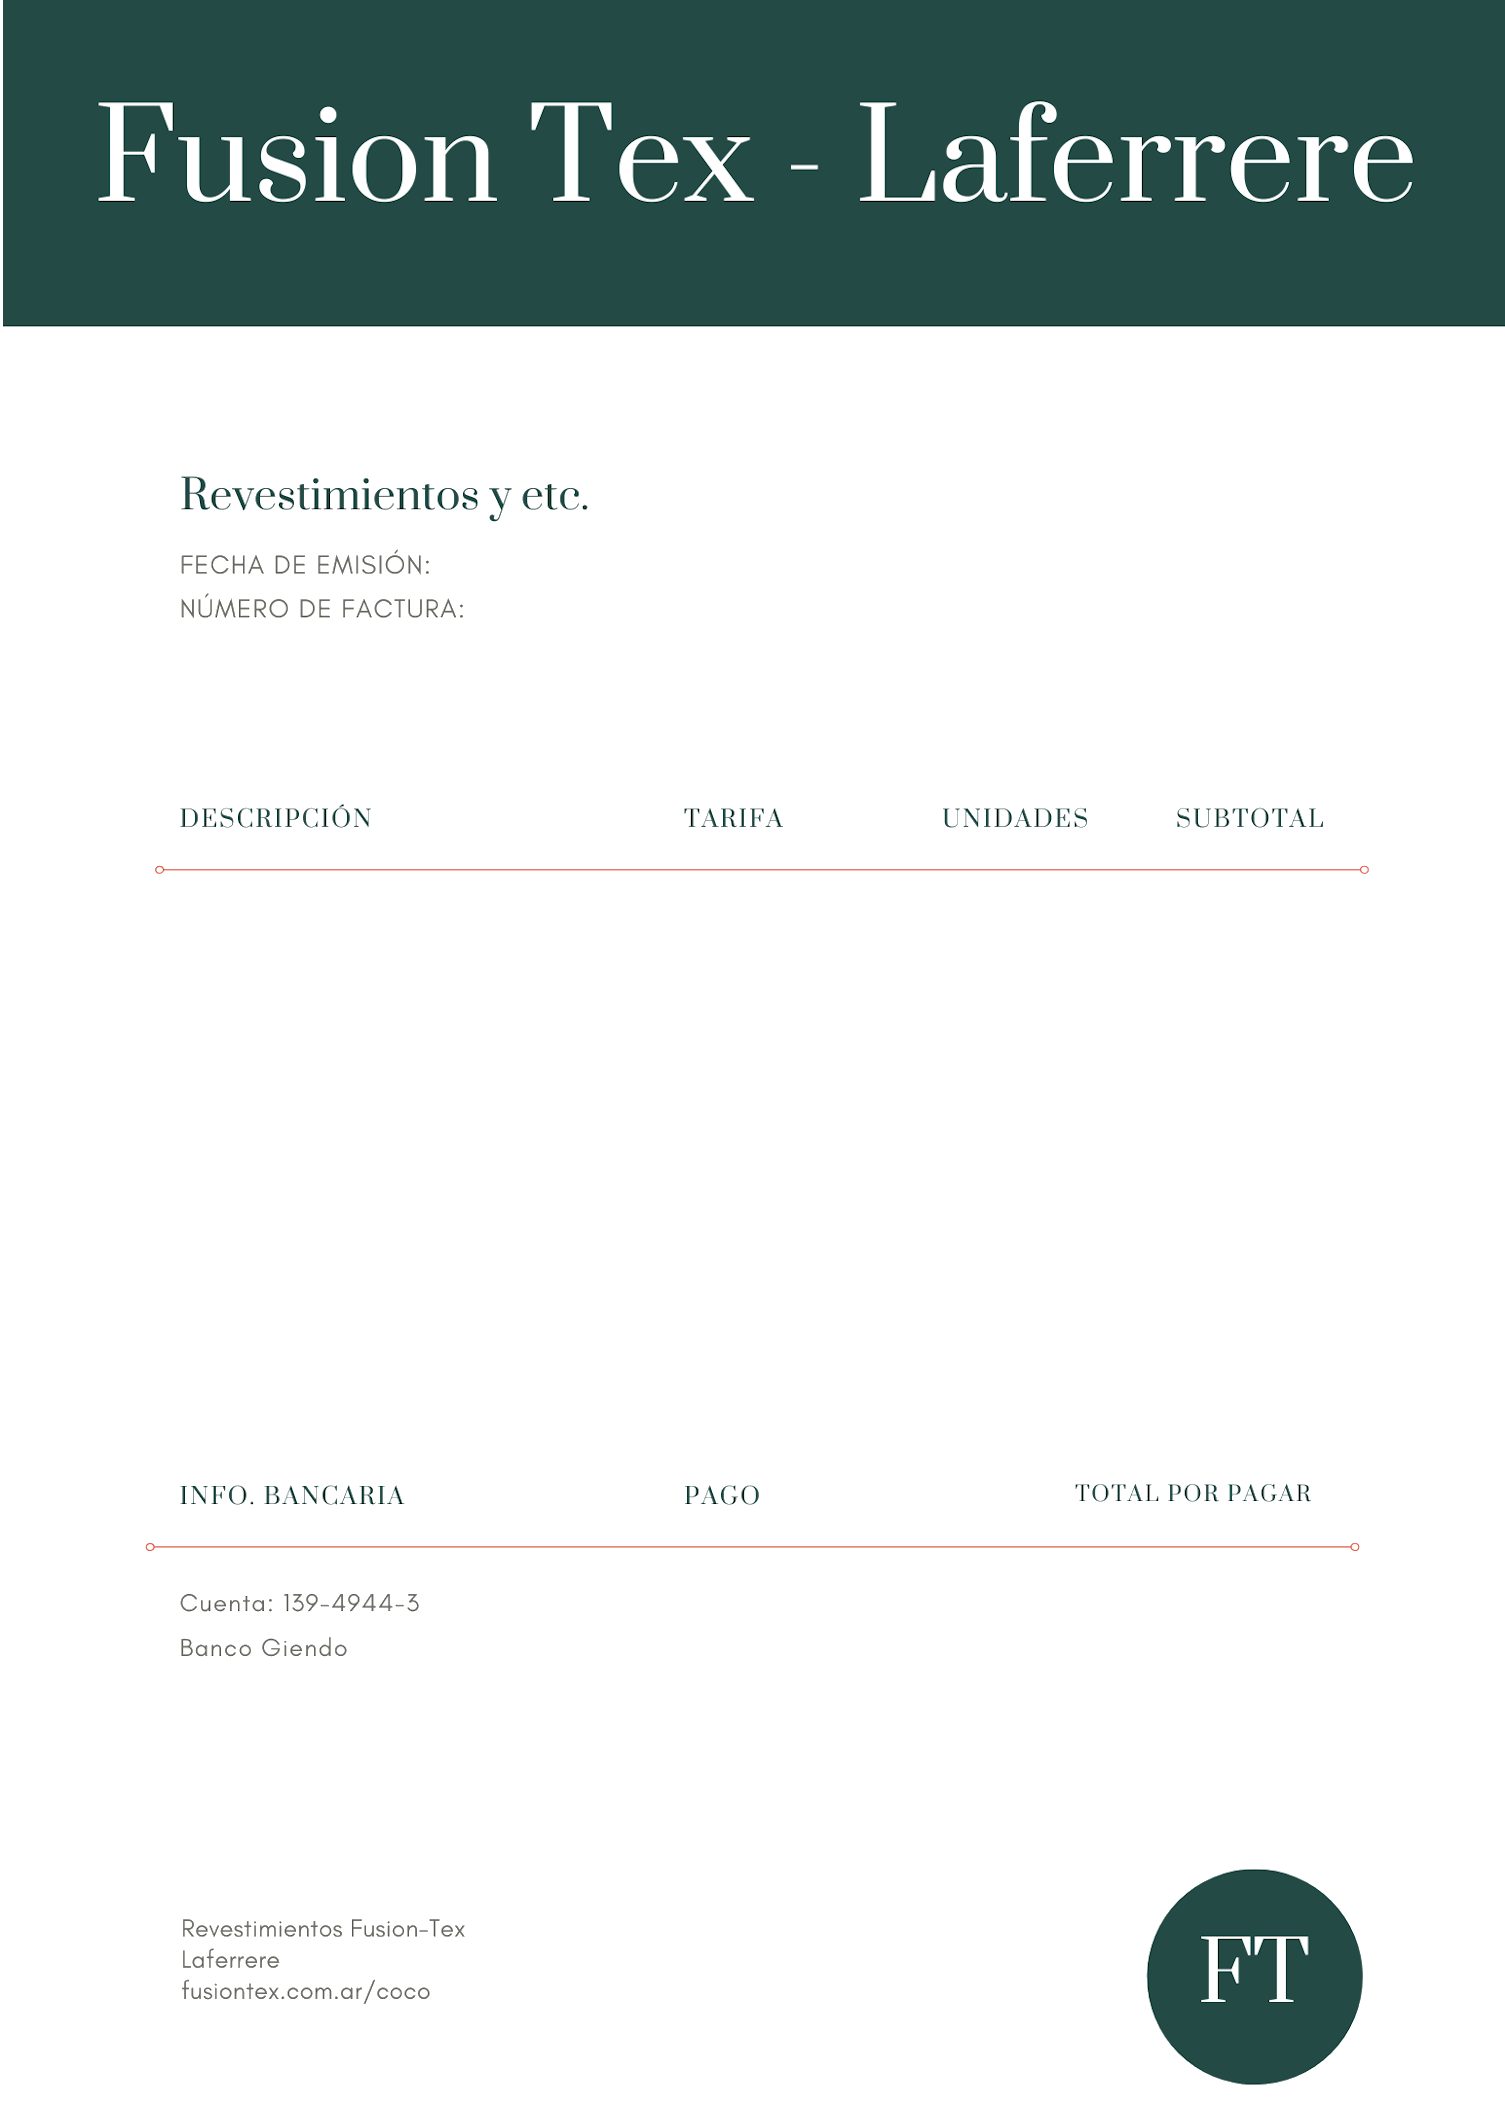 Fusion Tex - Laferrere
Revestimientos y etc.
FECHA DE EMISIÓN:
NÚMERO DE FACTURA:
DESCRIPCIÓN TARIFA UNIDADES SUBTOTAL
INFO. BANCARIA PAGO TOTAL POR PAGAR
Cuenta: 139-4944-3
Banco Giendo
Revestimientos Fusion-Tex
Laferrere
fusiontex.com.ar/coco
FT